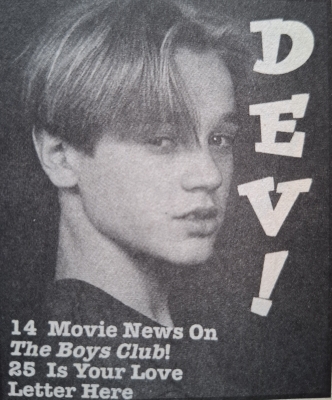 DEV!
14 Movie News On
The Boys Club!
25 Is Your Love
Letter Here